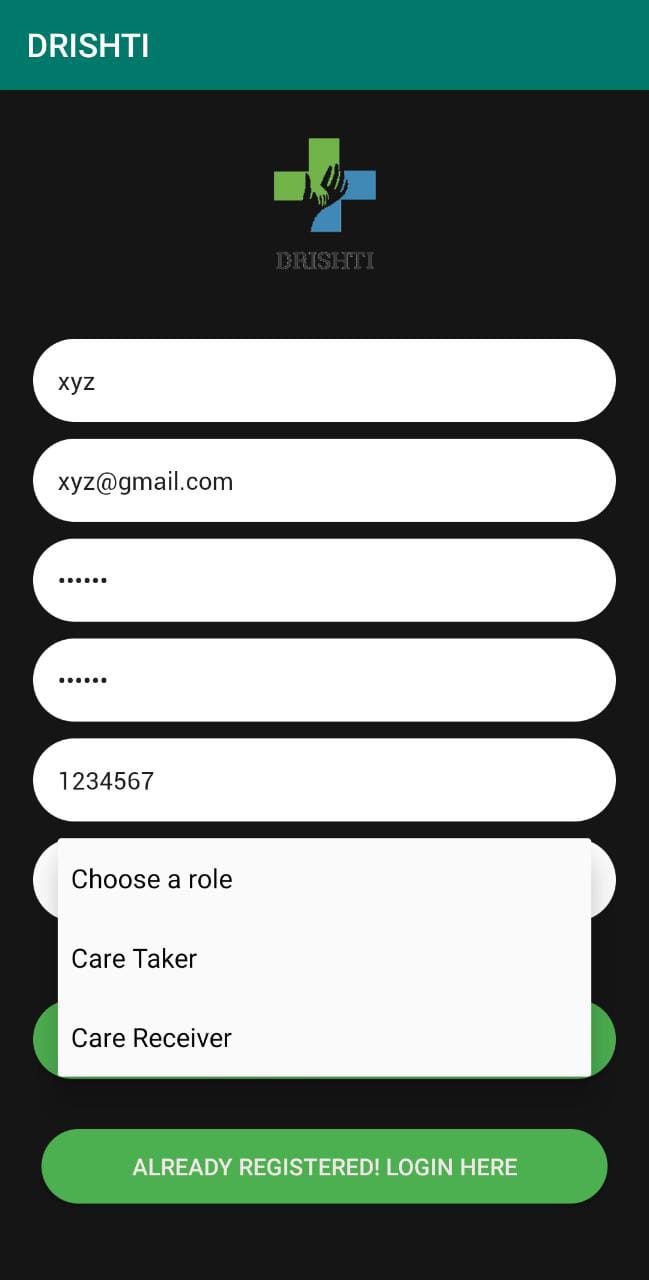 DRISHTI
DRISHTI
xyz
xyz@gmail.com
••••••
••••••
1234567
Choose a role
Care Taker
Care Receiver
ALREADY REGISTERED! LOGIN HERE